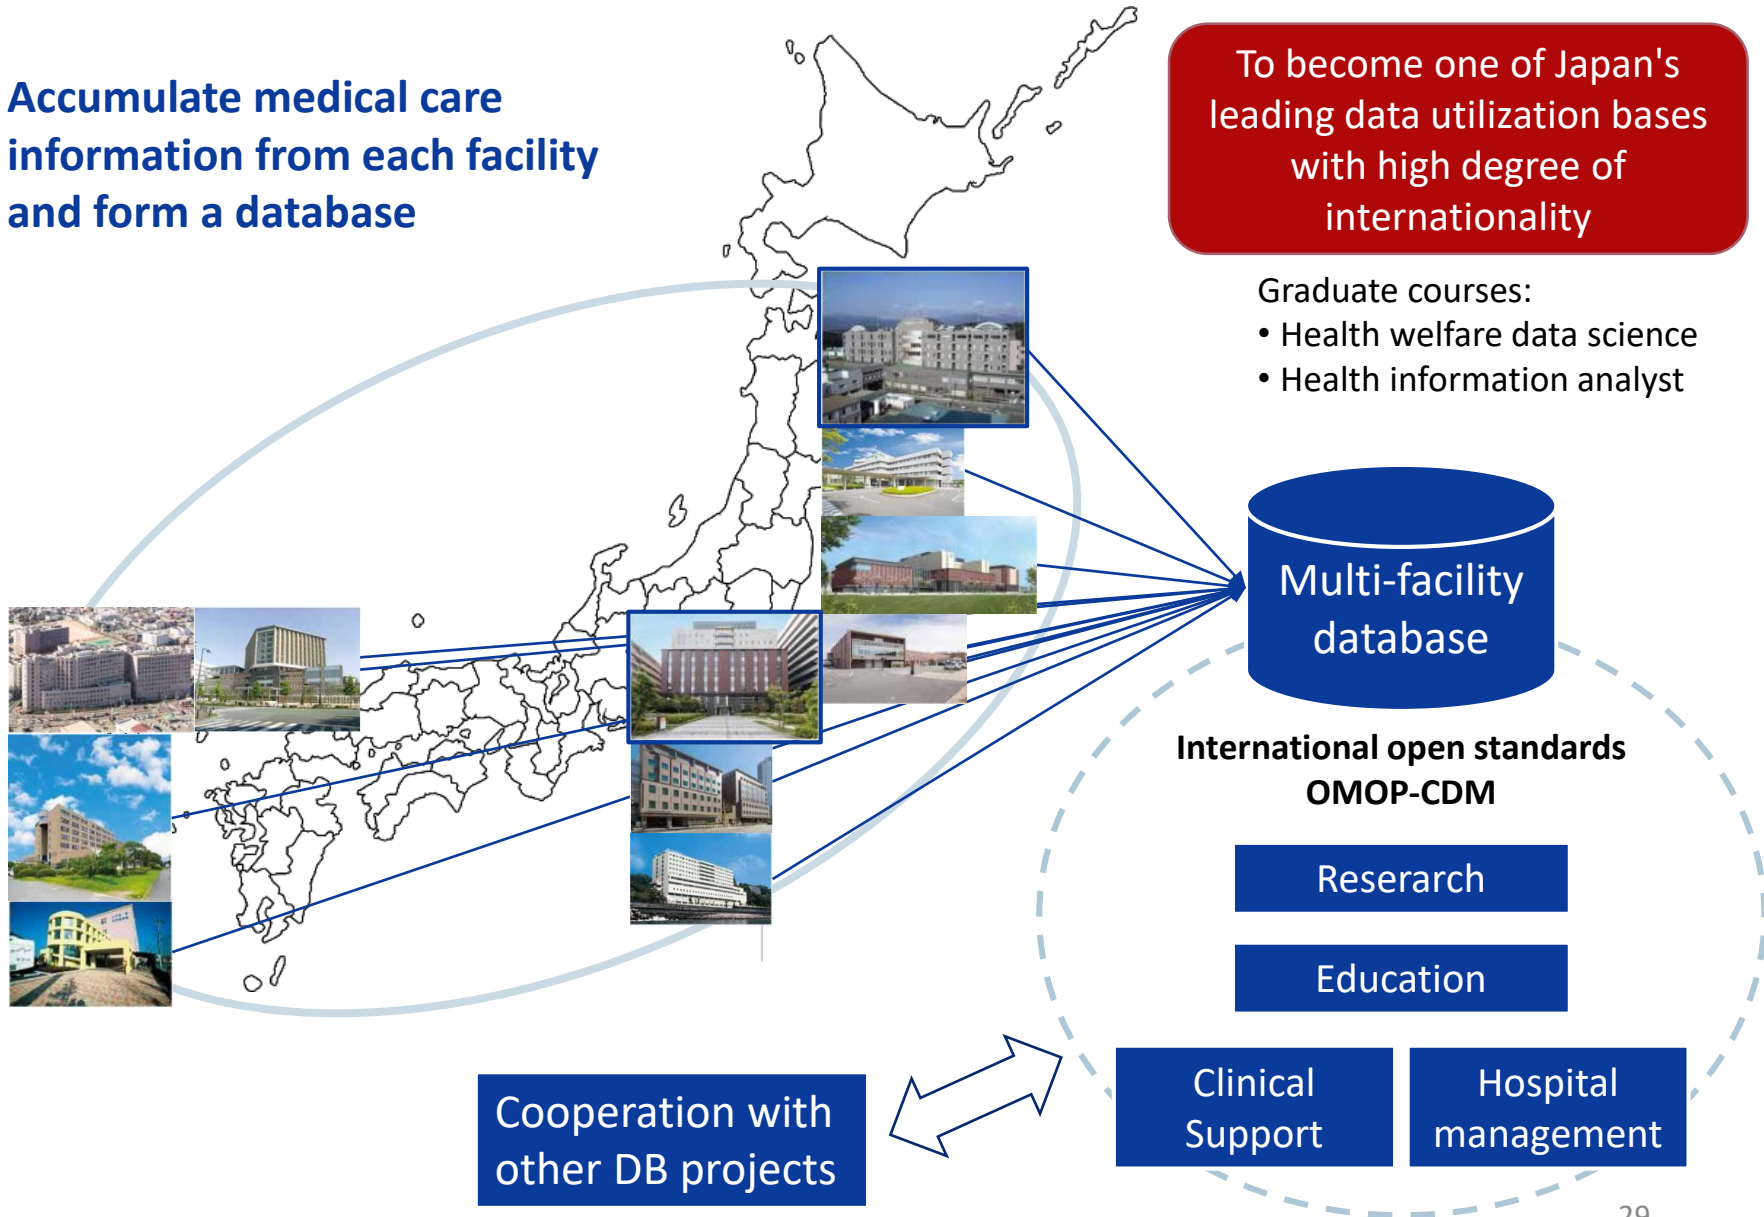 Accumulate medical care
information from each facility
and form a database
To become one of Japan's
leading data utilization bases
with high degree of
internationality
Graduate courses:
• Health welfare data science
• Health information analyst
Multi-facility
database
International open standards
OMOP-CDM
Reserarch
Education
Clinical
Support
Hospital
management
Cooperation with
other DB projects
29